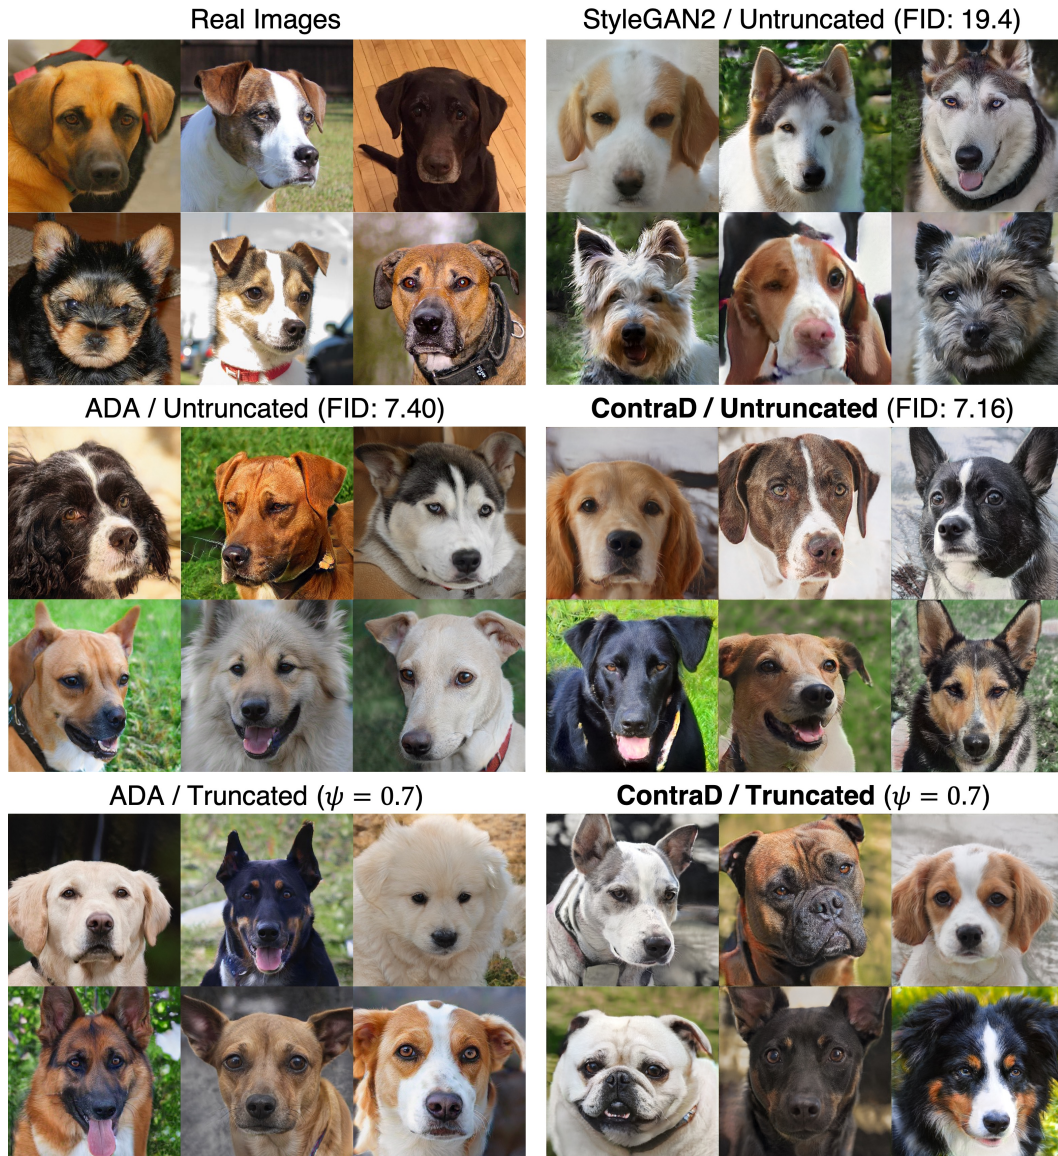 Real Images
StyleGAN2 / Untruncated (FID: 19.4)
ADA / Untruncated (FID: 7.40)
ContraD / Untruncated (FID: 7.16)
ADA / Truncated (ψ = 0.7)
ContraD / Truncated (ψ = 0.7)